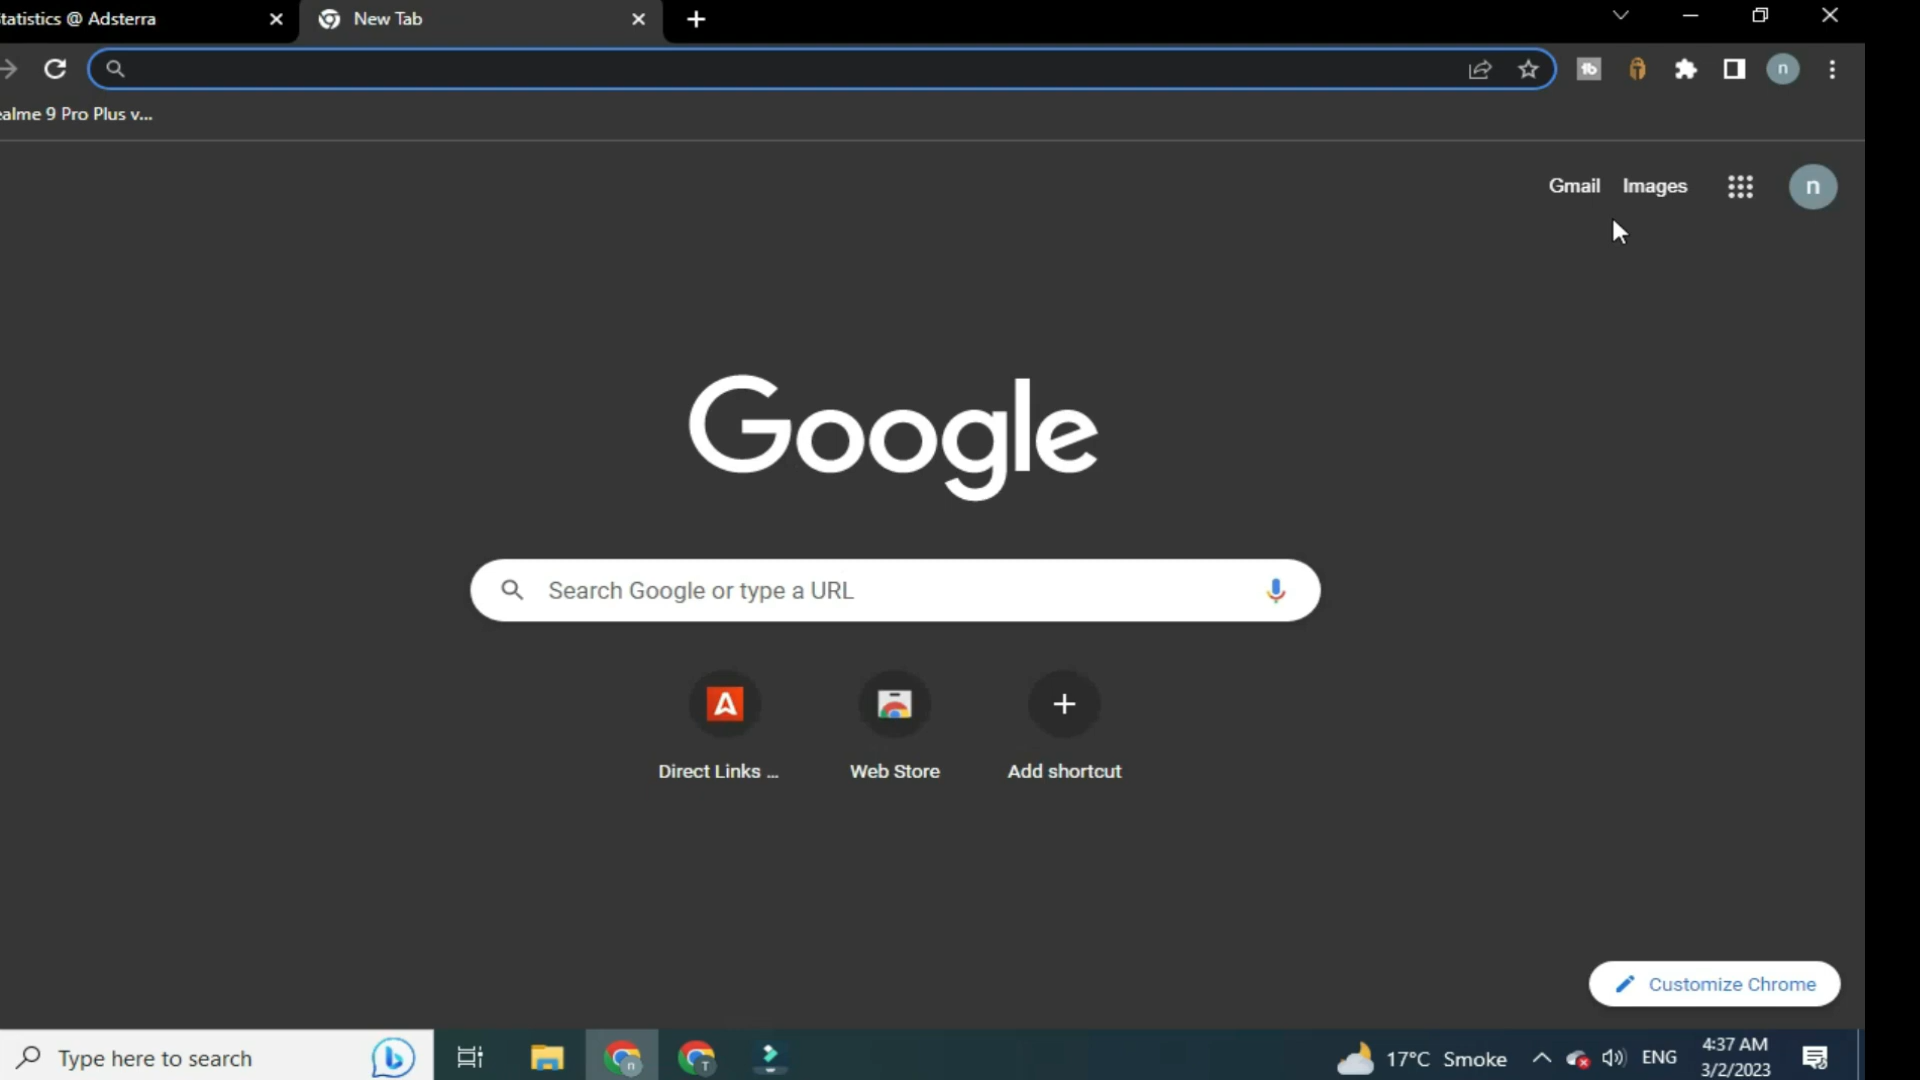 tatistics @ Adsterra
New Tab
ealme 9 Pro Plus v...
n
Gmail Images
n
Google
Search Google or type a URL
Direct Links ... Web Store Add shortcut
Customize Chrome
Type here to search
17°C Smoke
ENG
4:37 AM
3/2/2023